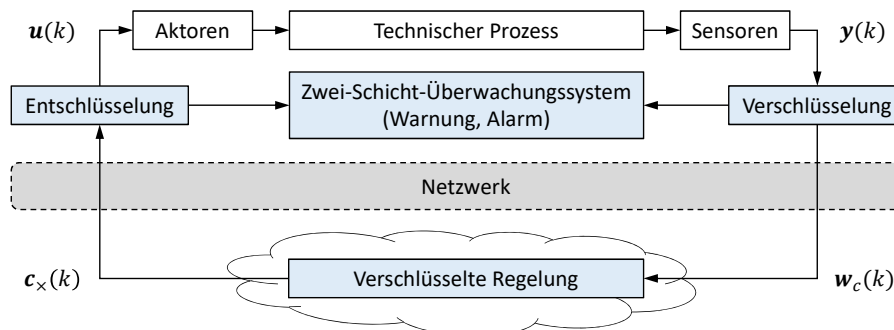 𝒖(𝑘)
Aktoren
Technischer Prozess
Sensoren
𝒚(𝑘)
Entschlüsselung
Zwei-Schicht-Überwachungssystem
(Warnung, Alarm)
Verschlüsselung
Netzwerk
𝒄×(𝑘)
Verschlüsselte Regelung
𝒘𝑐(𝑘)